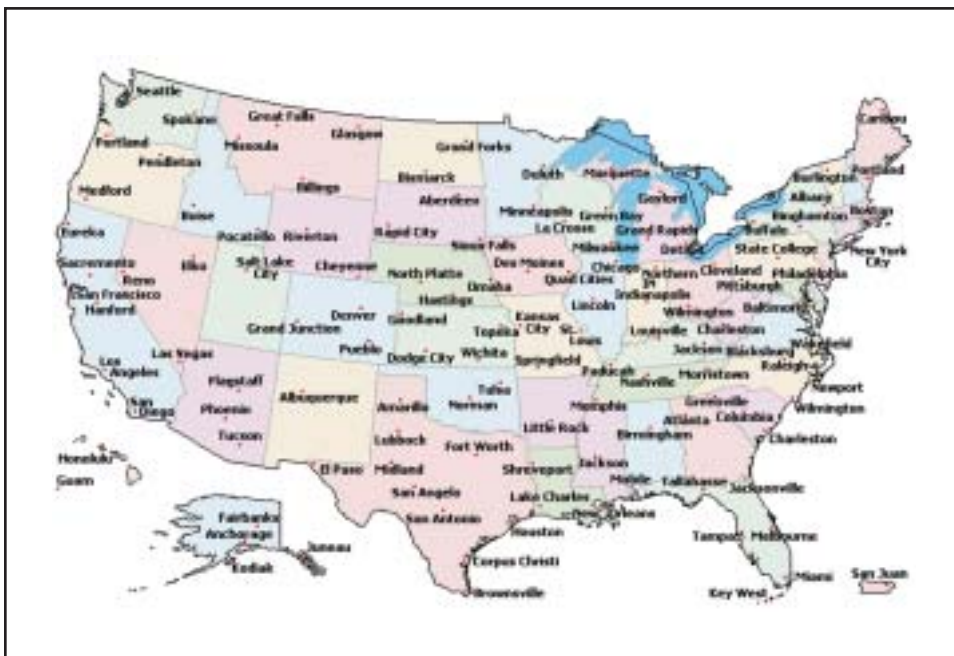 Seattle
Spokane
Portland
Pendleton
Medford
Great Falls
Missoula
Glasgow
Billings
Boise
Pocatello
Riverton
Grand Forks
Bismarck
Aberdeen
Rapid City
Sioux Falls
Duluth
Minneapolis
La Crosse
Green Bay
Milwaukee
Marquette
Gaylord
Grand Rapids
Detroit
Caribou
Portland
Burlington
Albany
Boston
Binghamton
Buffalo
New York
City
State College
Philadelphia
Pittsburgh
Cleveland
Baltimore
Eureka
Sacramento
San Francisco
Hanford
Reno
Elko
Salt Lake
City
Cheyenne
North Platte
Hastings
Omaha
Des Moines
Quad Cities
Chicago
Northern
IN
Indianapolis
Wilmington
Lincoln
Los
Angeles
San
Diego
Las Vegas
Grand Junction
Denver
Pueblo
Goodland
Dodge City
Topeka
Wichita
Kansas
City
St.
Louis
Springfield
Louisville
Charleston
Jackson
Blacksburg
Wakefield
Raleigh
Newport
Wilmington
Paducah
Nashville
Morristown
Flagstaff
Phoenix
Tucson
Albuquerque
Amarillo
Lubbock
Midland
El Paso
Tulsa
Norman
Fort Worth
San Angelo
San Antonio
Memphis
Little Rock
Shreveport
Lake Charles
Jackson
Birmingham
Mobile
New Orleans
Greenville
Atlanta
Columbia
Charleston
Tallahasse
Jacksonville
Tampa
Melbourne
Miami
Key West
San Juan
Houston
Corpus Christi
Brownsville
Honolulu
Guam
Fairbanks
Anchorage
Kodiak
Juneau